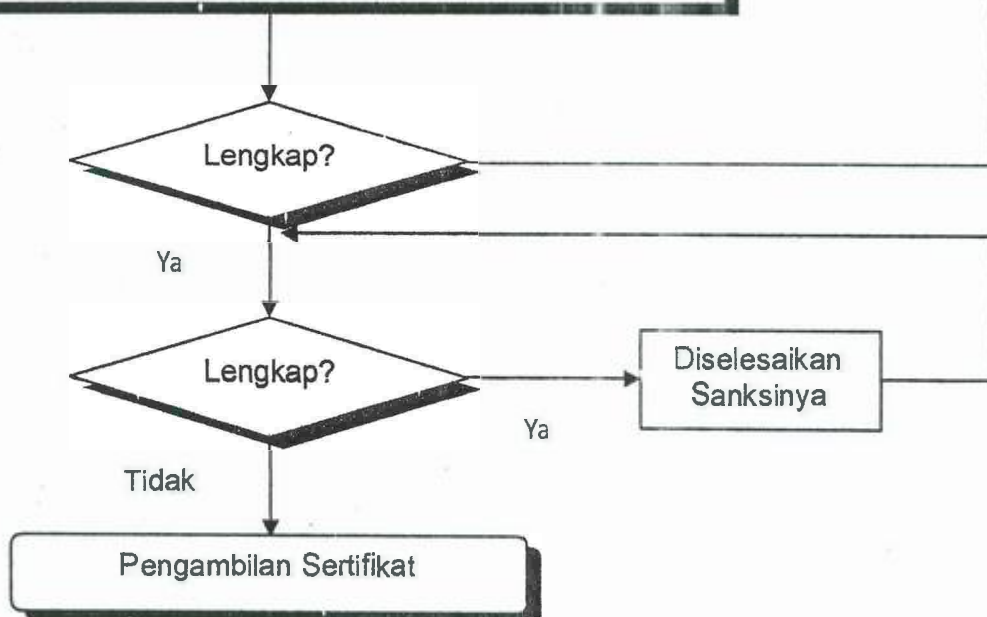 Lengkap?
Ya
Lengkap?
Diselesaikan
Sanksinya
Ya
Tidak
Pengambilan Sertifikat